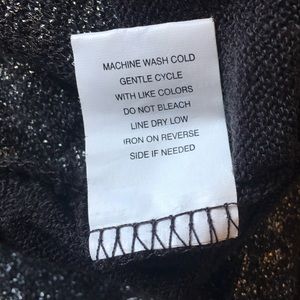 MACHINE WASH COLD
GENTLE CYCLE
WITH LIKE COLORS
DO NOT BLEACH
LINE DRY LOW
IRON ON REVERSE
SIDE IF NEEDED